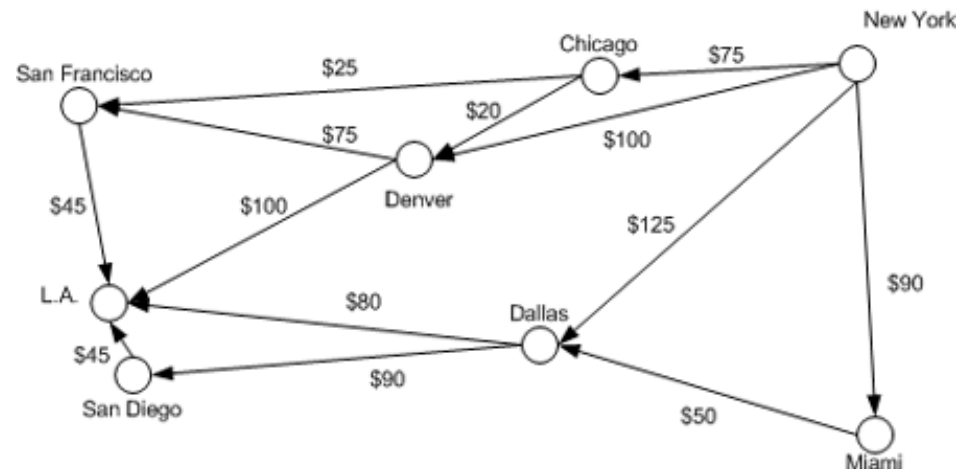 New York
Chicago
$75
San Francisco
$25
$20
$75
$100
Denver
$45
$100
$125
L.A.
$80
Dallas
$90
$45
$90
San Diego
$50
Miami